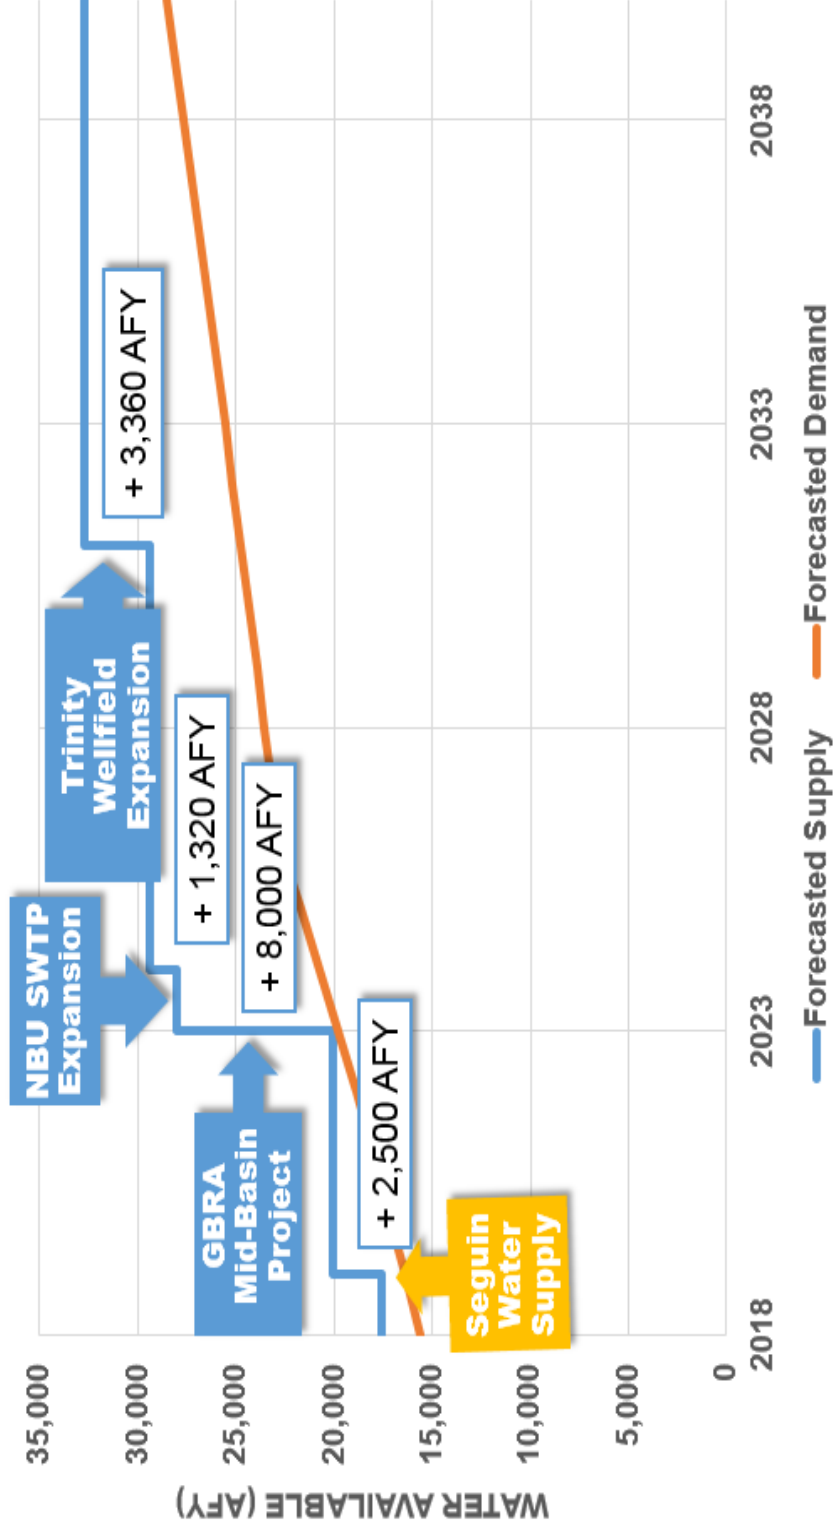 WATER AVAILABLE (AFY)
35,000
30,000
25,000
20,000
15,000
10,000
5,000
0
NBU SWTP
Expansion
Trinity
Wellfield
Expansion
+ 3,360 AFY
+ 1,320 AFY
GBRA
Mid-Basin
Project
+ 8,000 AFY
+ 2,500 AFY
Seguin
Water
Supply
2018
2023
2028
2033
2038
Forecasted Supply
Forecasted Demand